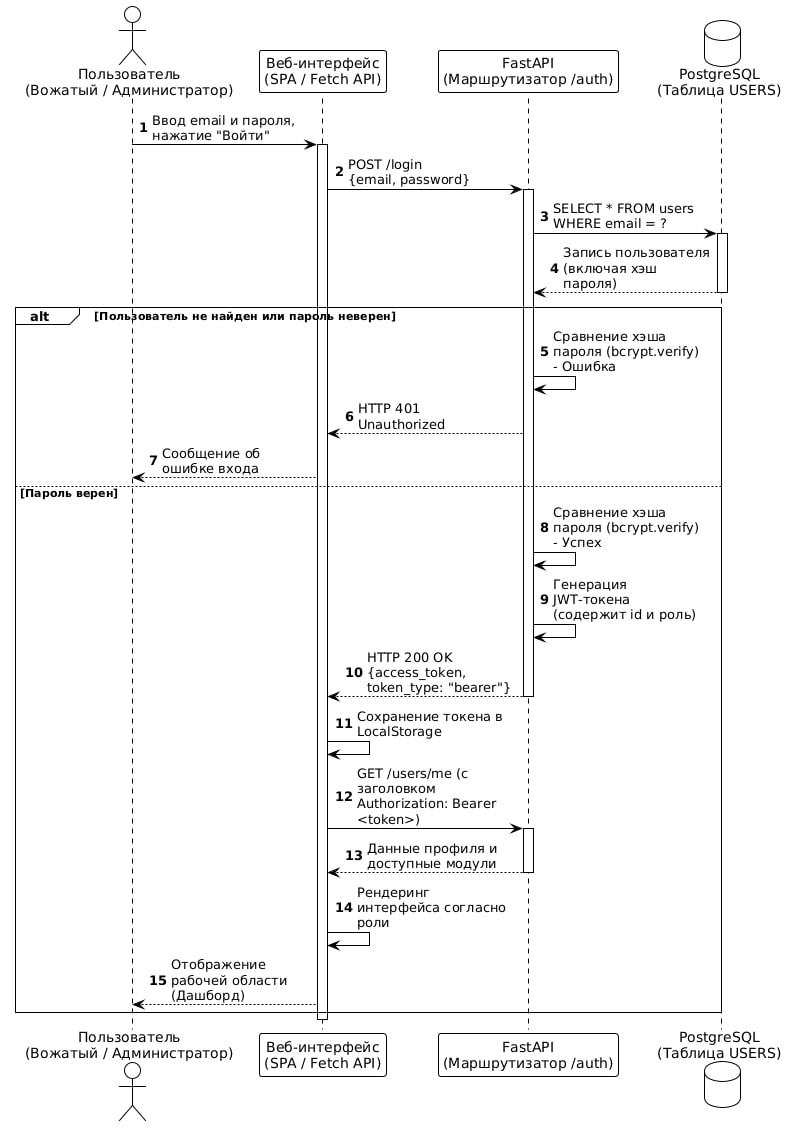 Пользователь
(Вожатый / Администратор)
Веб-интерфейс
(SPA / Fetch API)
FastAPI
(Маршрутизатор /auth)
PostgreSQL
(Таблица USERS)
1 Ввод email и пароля,
нажатие "Войти"
2 POST /login
{email, password}
3 SELECT * FROM users
WHERE email = ?
Запись пользователя
4 (включая хэш
пароля)
alt [Пользователь не найден или пароль неверен]
Сравнение хэша
5 пароля (bcrypt.verify)
- Ошибка
6 HTTP 401
Unauthorized
7 Сообщение об
ошибке входа
[Пароль верен]
Сравнение хэша
8 пароля (bcrypt.verify)
- Успех
Генерация
9 JWT-токена
(содержит id и роль)
HTTP 200 OK
10 {access_token,
token_type: "bearer"}
11 Сохранение токена в
LocalStorage
GET /users/me (с
заголовком
12 Authorization: Bearer
<token>)
13 Данные профиля и
доступные модули
Рендеринг
14 интерфейса согласно
роли
Отображение
15 рабочей области
(Дашборд)
Пользователь
(Вожатый / Администратор)
Веб-интерфейс
(SPA / Fetch API)
FastAPI
(Маршрутизатор /auth)
PostgreSQL
(Таблица USERS)